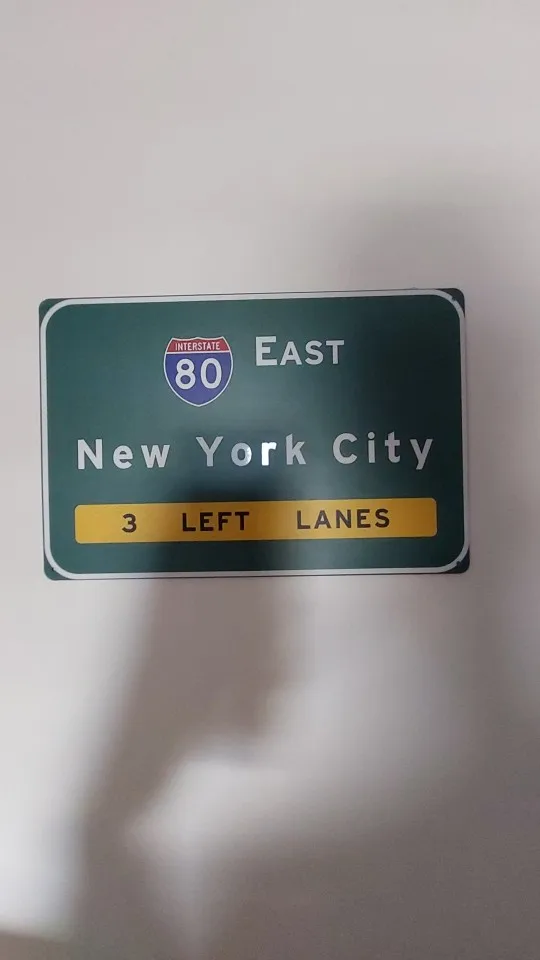 INTERSTATE
80
EAST
New York City
3 LEFT LANES